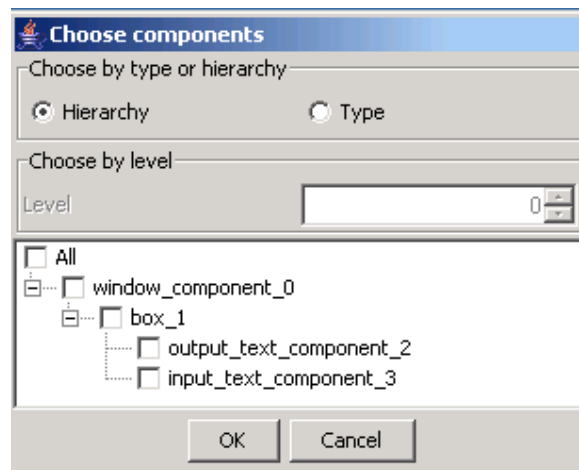 Choose components
Choose by type or hierarchy
Hierarchy Type
Choose by level
Level 0
All
window_component_0
box_1
output_text_component_2
input_text_component_3
OK Cancel